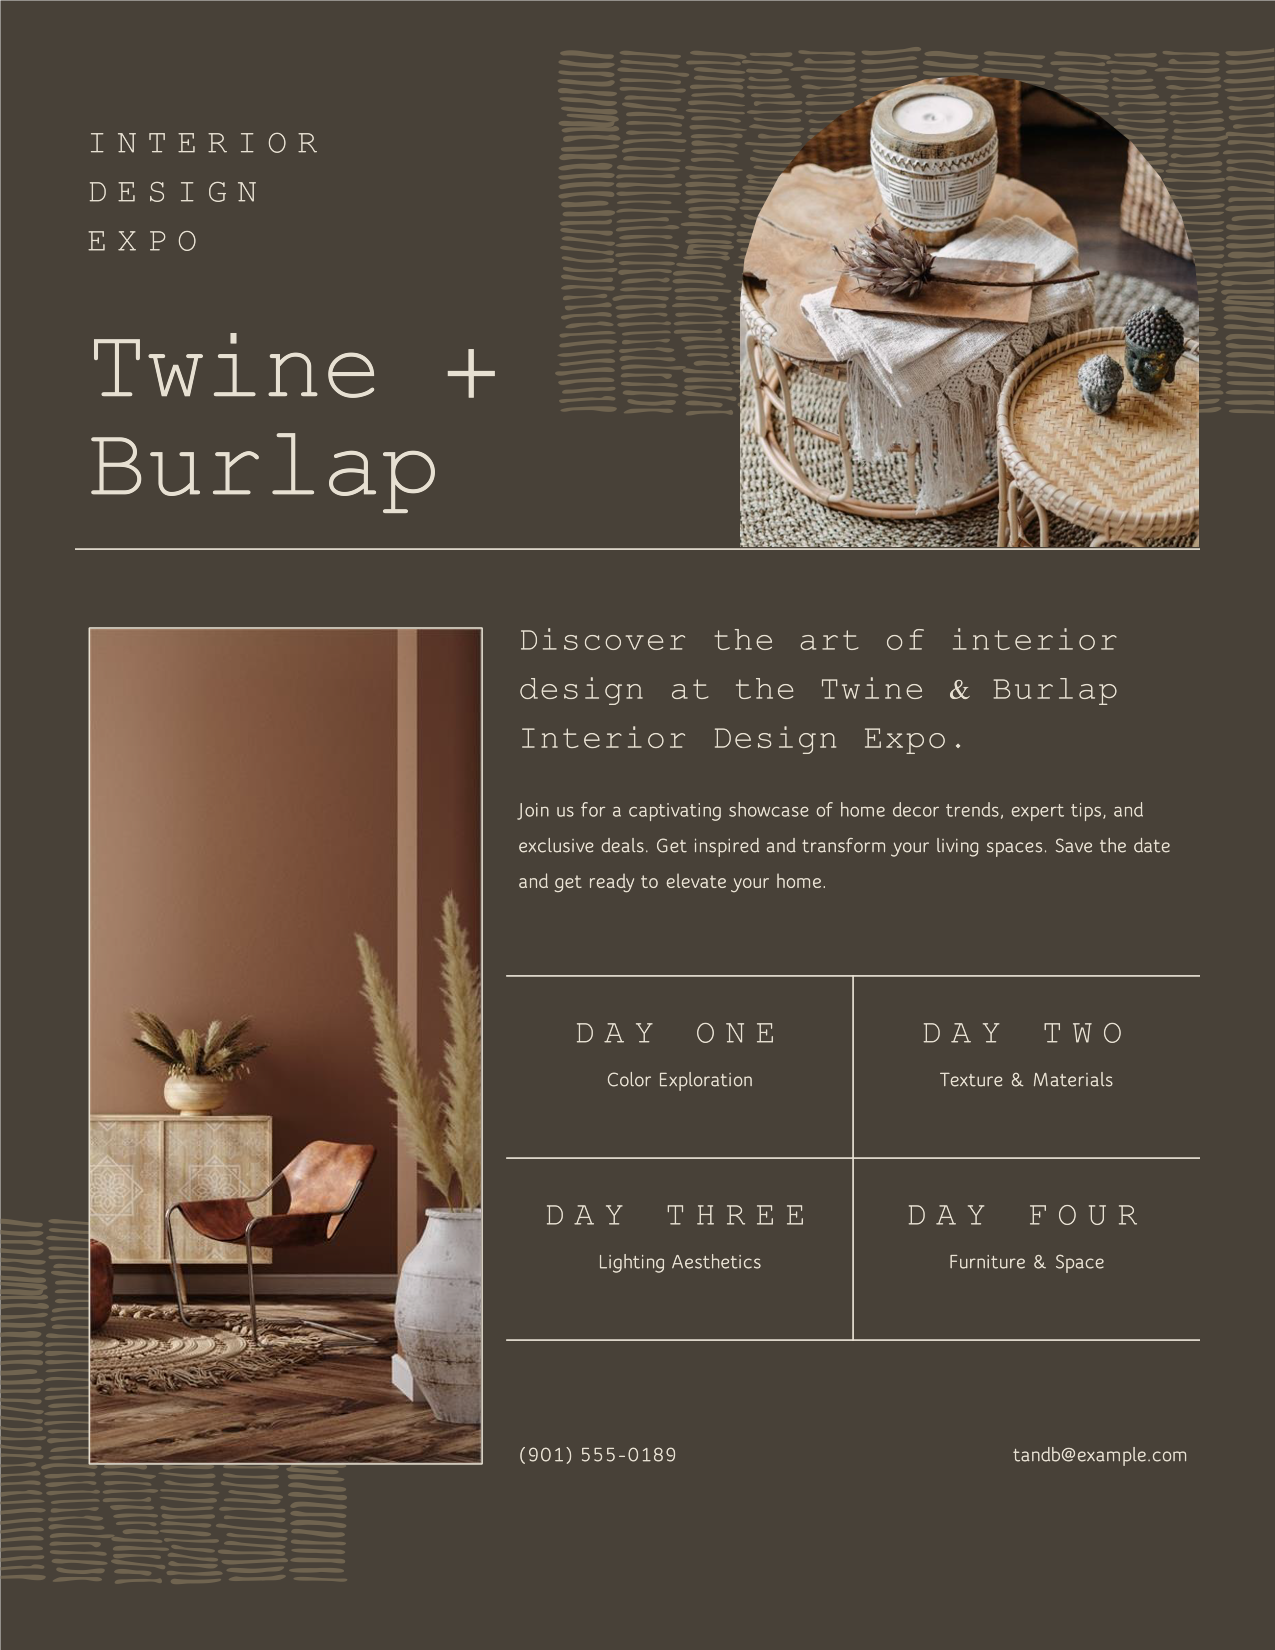 INTERIOR
DESIGN
EXPO
Twine +
Burlap
Discover the art of interior
design at the Twine & Burlap
Interior Design Expo.
Join us for a captivating showcase of home decor trends, expert tips, and
exclusive deals. Get inspired and transform your living spaces. Save the date
and get ready to elevate your home.
DAY ONE
Color Exploration
DAY TWO
Texture & Materials
DAY THREE
Lighting Aesthetics
DAY FOUR
Furniture & Space
(901) 555-0189
tandb@example.com